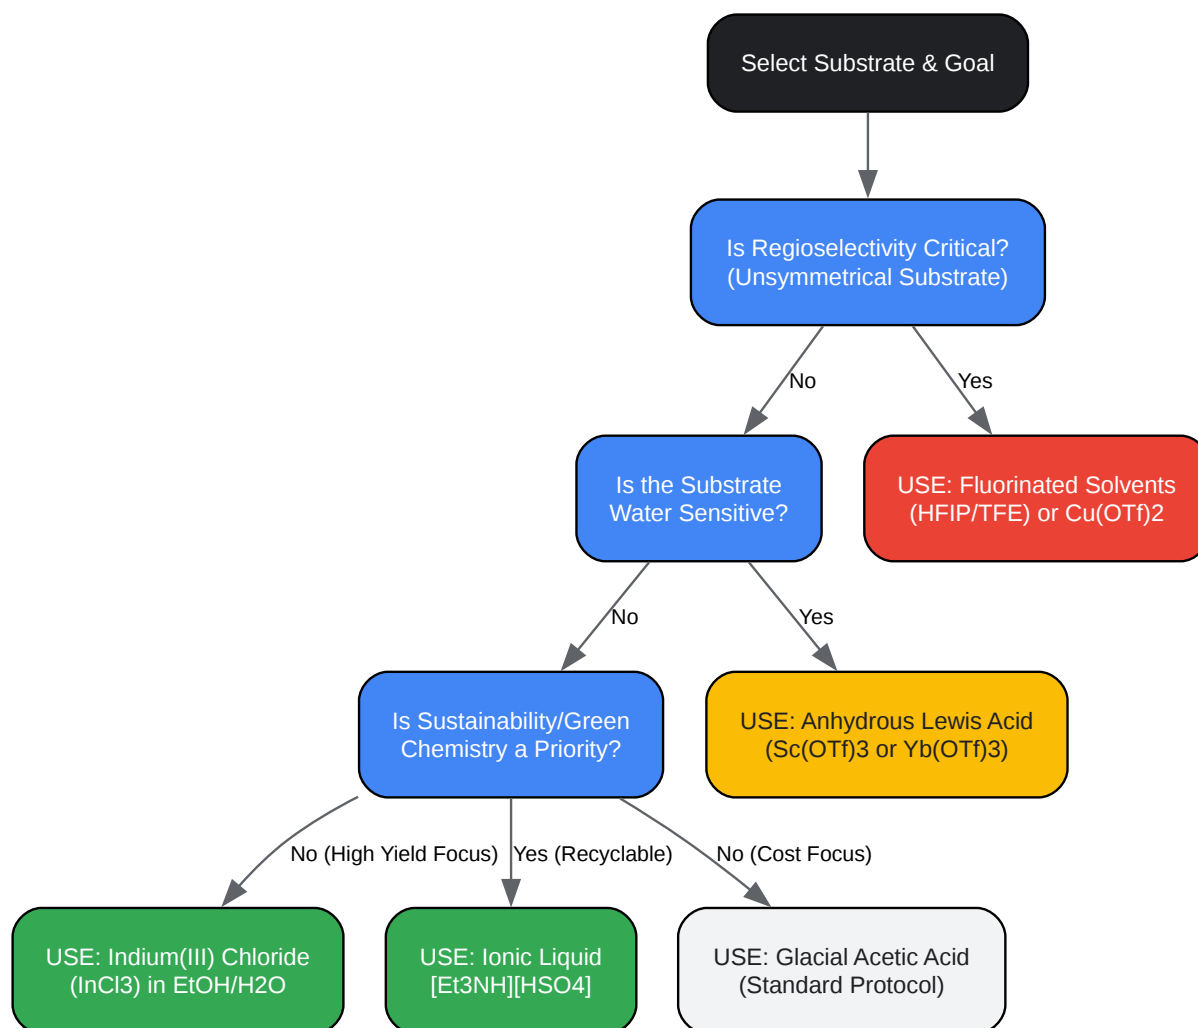 Select Substrate & Goal
Is Regioselectivity Critical?
(Unsymmetrical Substrate)
No
Yes
Is the Substrate
Water Sensitive?
USE: Fluorinated Solvents
(HFIP/TFE) or Cu(OTf)2
No
Yes
Is Sustainability/Green
Chemistry a Priority?
USE: Anhydrous Lewis Acid
(Sc(OTf)3 or Yb(OTf)3)
No (High Yield Focus)
Yes (Recyclable)
No (Cost Focus)
USE: Indium(III) Chloride
(InCl3) in EtOH/H2O
USE: Ionic Liquid
[Et3NH][HSO4]
USE: Glacial Acetic Acid
(Standard Protocol)